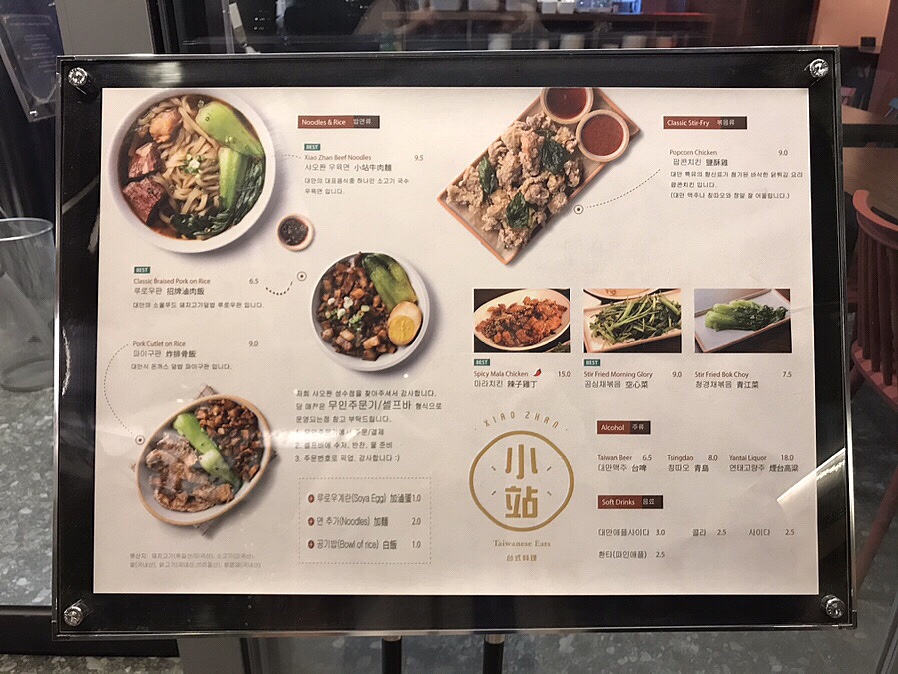 Noodles & Rice 밥면류
BEST
Xiao Zhan Beef Noodles 9.5
샤오짠 우육면 小站牛肉麵
대만의 대표음식중 하나인 소고기 국수
우육면 입니다.
BEST
Classic Braised Pork on Rice 6.5
루로우판 招牌滷肉飯
대만의 소울푸드 돼지고기덮밥 루로우판 입니다.
Pork Cutlet on Rice 9.0
파이구판 炸排骨飯
대만식 돈까스 덮밥 파이구판 입니다.
저희 샤오짠 성수점을 찾아주셔서 감사합니다.
당 매장은 무인주문기/셀프바 형식으로
운영되는점 참고 부탁드립니다.
1. 무인주문기에서 주문/결제
2. 셀프바에 수저, 반찬, 물 준비
3. 주문번호로 픽업, 감사합니다 :)
루로우계란(Soya Egg) 加滷蛋 1.0
면 추가(Noodles) 加麵 2.0
공기밥(Bowl of rice) 白飯 1.0
Classic Stir-Fry 볶음류
Popcorn Chicken 9.0
팝콘치킨 鹽酥雞
대만 특유의 향신료가 첨가된 바삭한 닭튀김 요리
팝콘치킨 입니다.
(대만 맥주나 칭따오와 정말 잘 어울립니다.)
BEST
Spicy Mala Chicken 15.0
마라치킨 辣子雞丁
BEST
Stir Fried Morning Glory 9.0
공심채볶음 空心菜
Stir Fried Bok Choy 7.5
청경채볶음 青江菜
XIAO ZHAN
小
站
Taiwanese Eats
台式料理
Alcohol 주류
Taiwan Beer 6.5 Tsingdao 8.0 Yantai Liquor 18.0
대만맥주 台啤 칭따오 青島 연태고량주 煙台高粱
Soft Drinks 음료
대만애플사이다 3.0 콜라 2.5 사이다 2.5
환타(파인애플) 2.5